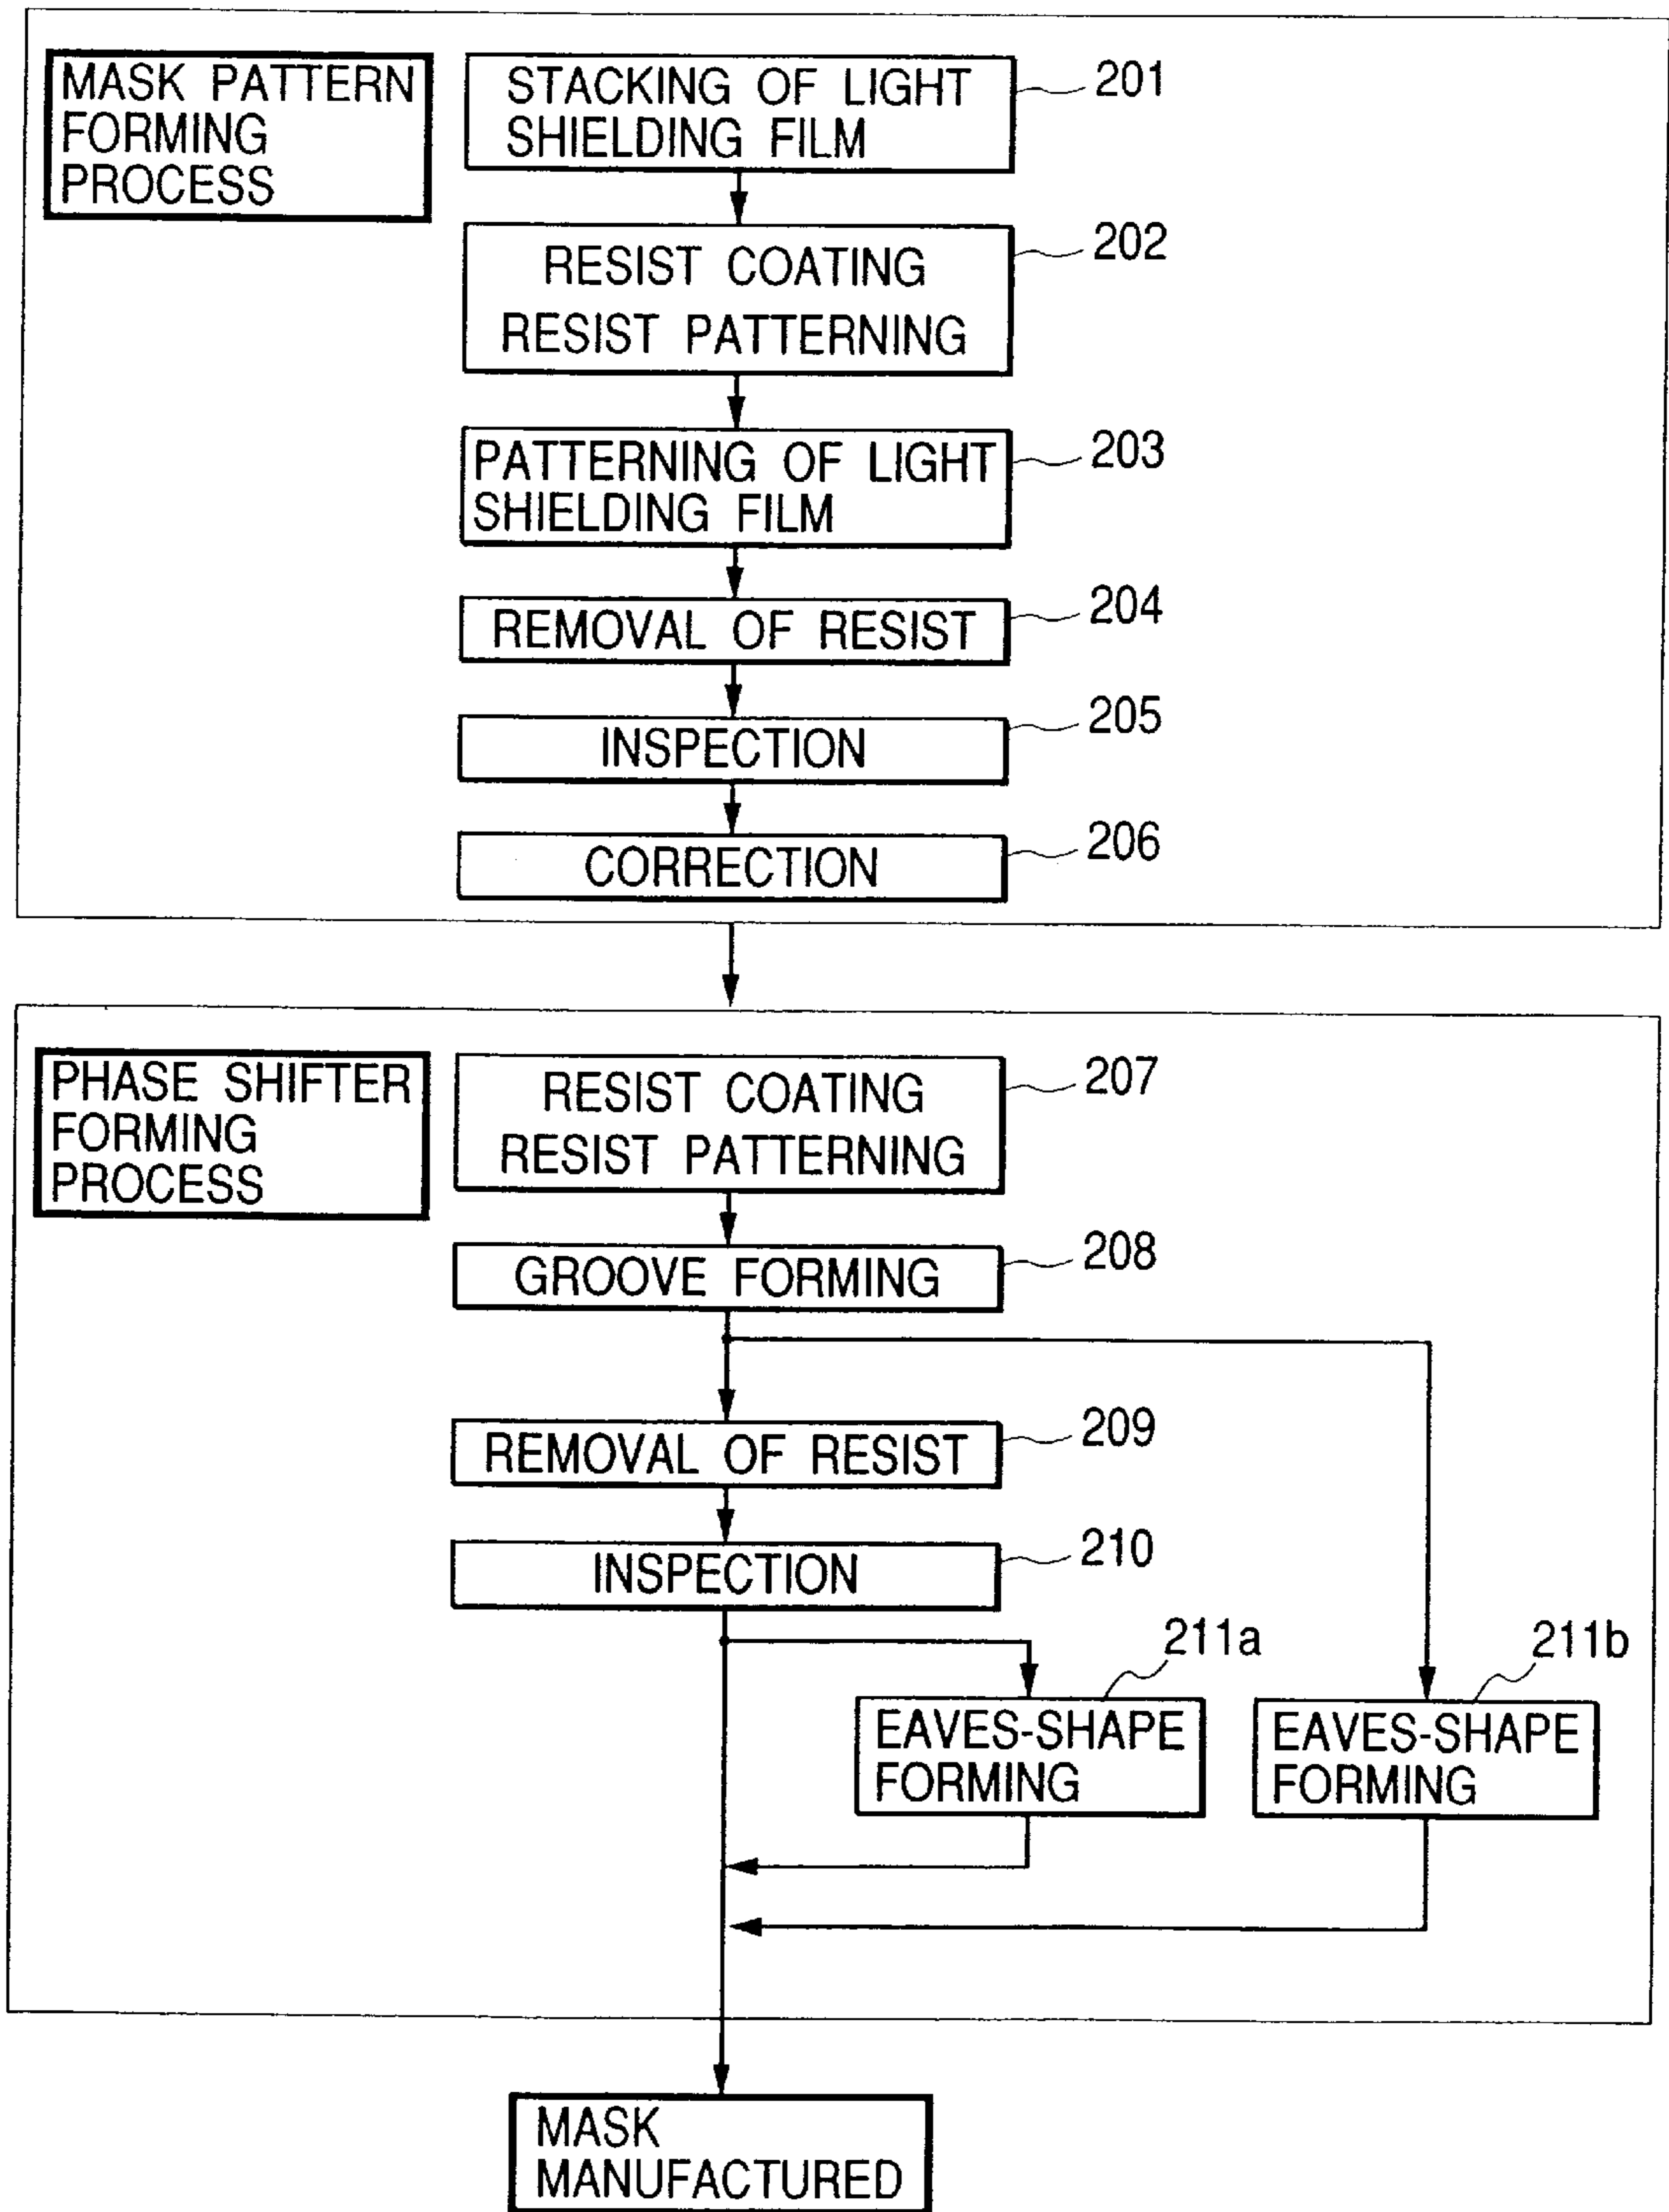 MASK PATTERN
FORMING
PROCESS
STACKING OF LIGHT
SHIELDING FILM
201
RESIST COATING
RESIST PATTERNING
202
PATTERNING OF LIGHT
SHIELDING FILM
203
REMOVAL OF RESIST
204
INSPECTION
205
CORRECTION
206
PHASE SHIFTER
FORMING
PROCESS
RESIST COATING
RESIST PATTERNING
207
GROOVE FORMING
208
REMOVAL OF RESIST
209
INSPECTION
210
211a
EAVES-SHAPE
FORMING
211b
EAVES-SHAPE
FORMING
MASK
MANUFACTURED